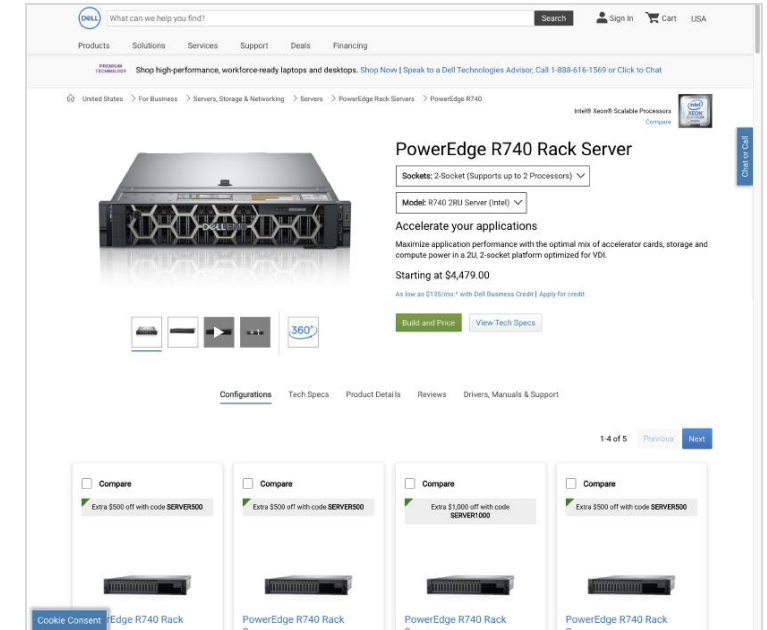 DELL
What can we help you find?
Search
Sign In
Cart
USA
Products Solutions Services Support Deals Financing
PREMIUM
TECHNOLOGY
Shop high-performance, workforce-ready laptops and desktops. Shop Now | Speak to a Dell Technologies Advisor, Call 1-888-616-1569 or Click to Chat
United States > For Business > Servers, Storage & Networking > Servers > PowerEdge Rack Servers > PowerEdge R740
Intel® Xeon® Scalable Processors
Compare
intel
XEON
PLATINUM
Chat or Call
DELLEMC
PowerEdge R740 Rack Server
Sockets: 2-Socket (Supports up to 2 Processors)
Model: R740 2RU Server (Intel)
Accelerate your applications
Maximize application performance with the optimal mix of accelerator cards, storage and
compute power in a 2U, 2-socket platform optimized for VDI.
Starting at $4,479.00
As low as $135/mo.^ with Dell Business Credit | Apply for credit
Build and Price
View Tech Specs
360°
Configurations Tech Specs Product Details Reviews Drivers, Manuals & Support
1-4 of 5 Previous Next
Compare
Extra $500 off with code SERVER500
PowerEdge R740 Rack
Compare
Extra $500 off with code SERVER500
PowerEdge R740 Rack
Compare
Extra $1,000 off with code
SERVER1000
PowerEdge R740 Rack
Compare
Extra $500 off with code SERVER500
PowerEdge R740 Rack
Cookie Consent